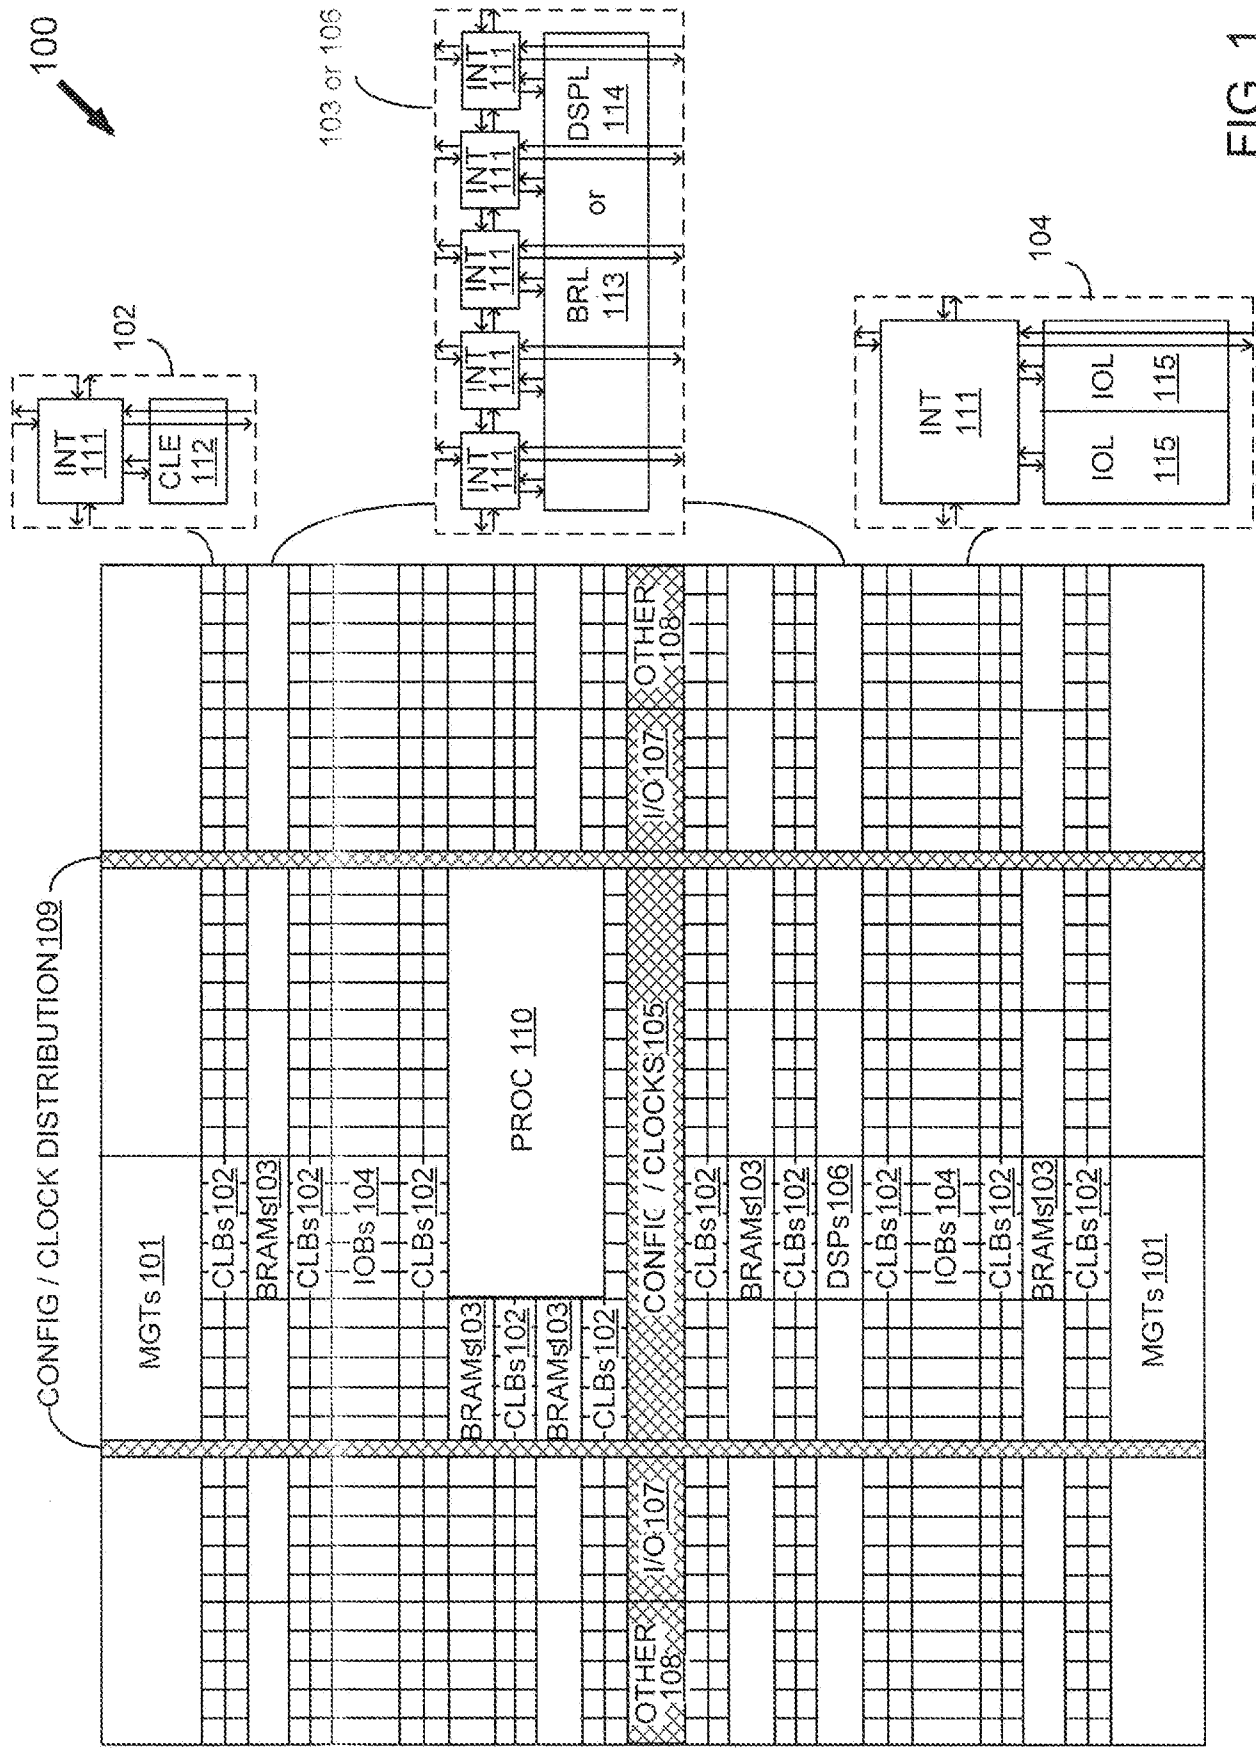 100
CONFIG / CLOCK DISTRIBUTION 109
MGTs 101
CLBs 102
BRAMs 103
CLBs 102
IOBs 104
CLBs 102
BRAMs 103
CLBs 102
BRAMs 103
CLBs 102
PROC 110
OTHER
108
I/O 107
CONFIG / CLOCKS 105
I/O 107
OTHER
108
CLBs 102
BRAMs 103
CLBs 102
DSPs 106
CLBs 102
IOBs 104
CLBs 102
BRAMs 103
CLBs 102
MGTs 101
102
INT
111
CLE
112
103 or 106
INT
111
INT
111
INT
111
INT
111
INT
111
BRL
113
or
DSPL
114
104
INT
111
IOL
115
IOL
115
FIG. 1